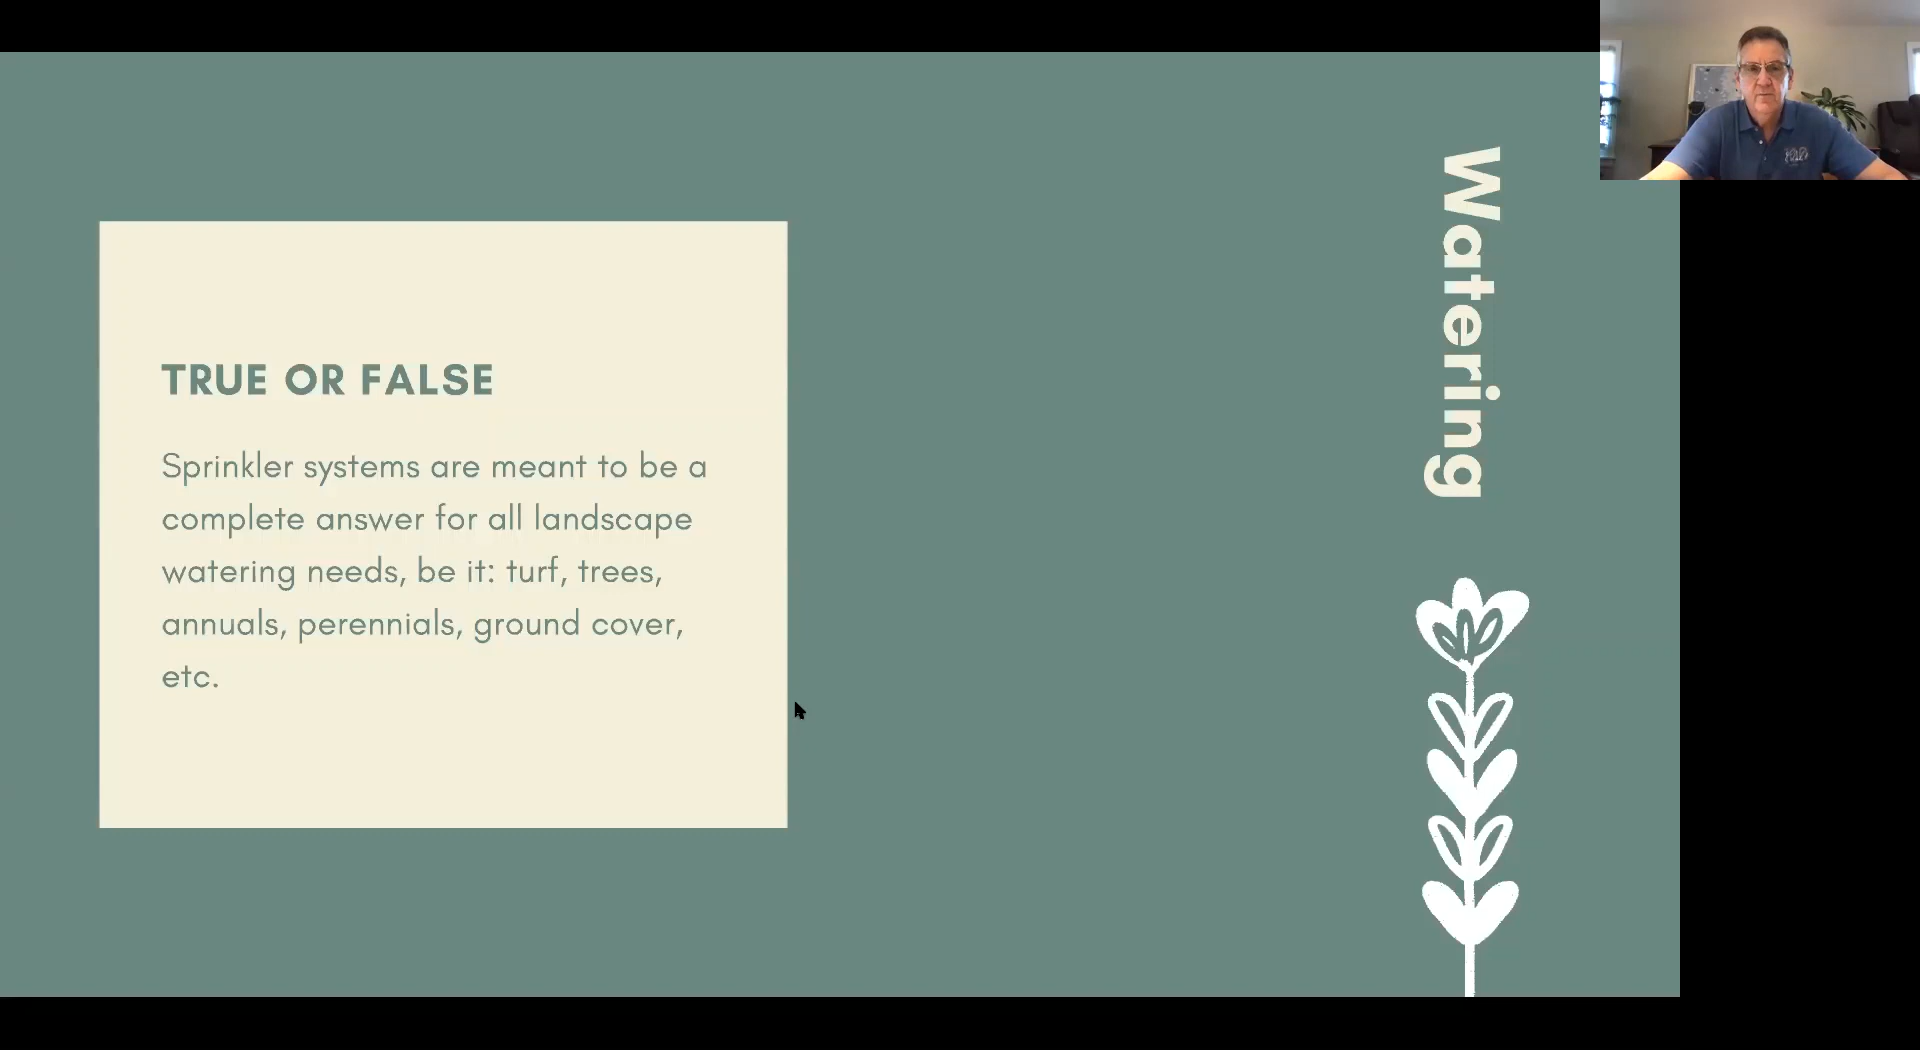 TRUE OR FALSE
Sprinkler systems are meant to be a
complete answer for all landscape
watering needs, be it: turf, trees,
annuals, perennials, ground cover,
etc.
Watering